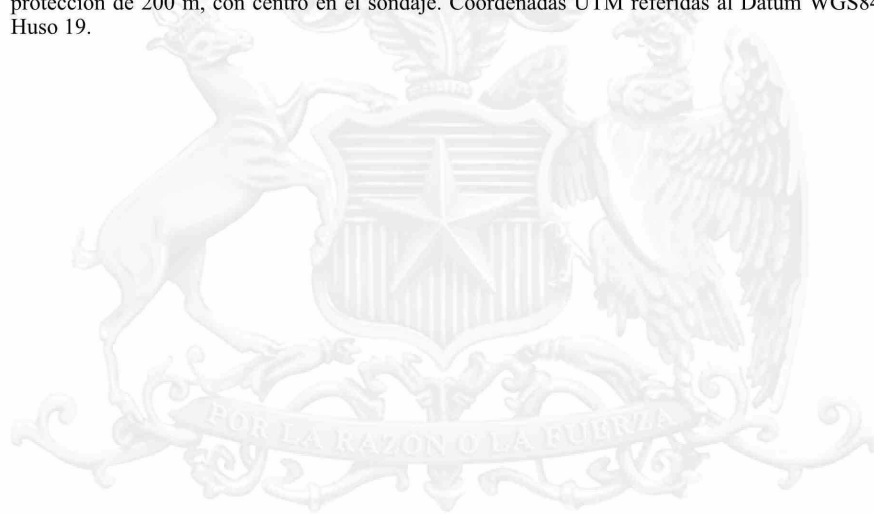 protección de 200 m, con centro en el sondaje. Coordenadas UTM referidas al Datum WGS84
Huso 19.
POR LA RAZON O LA FUERZA